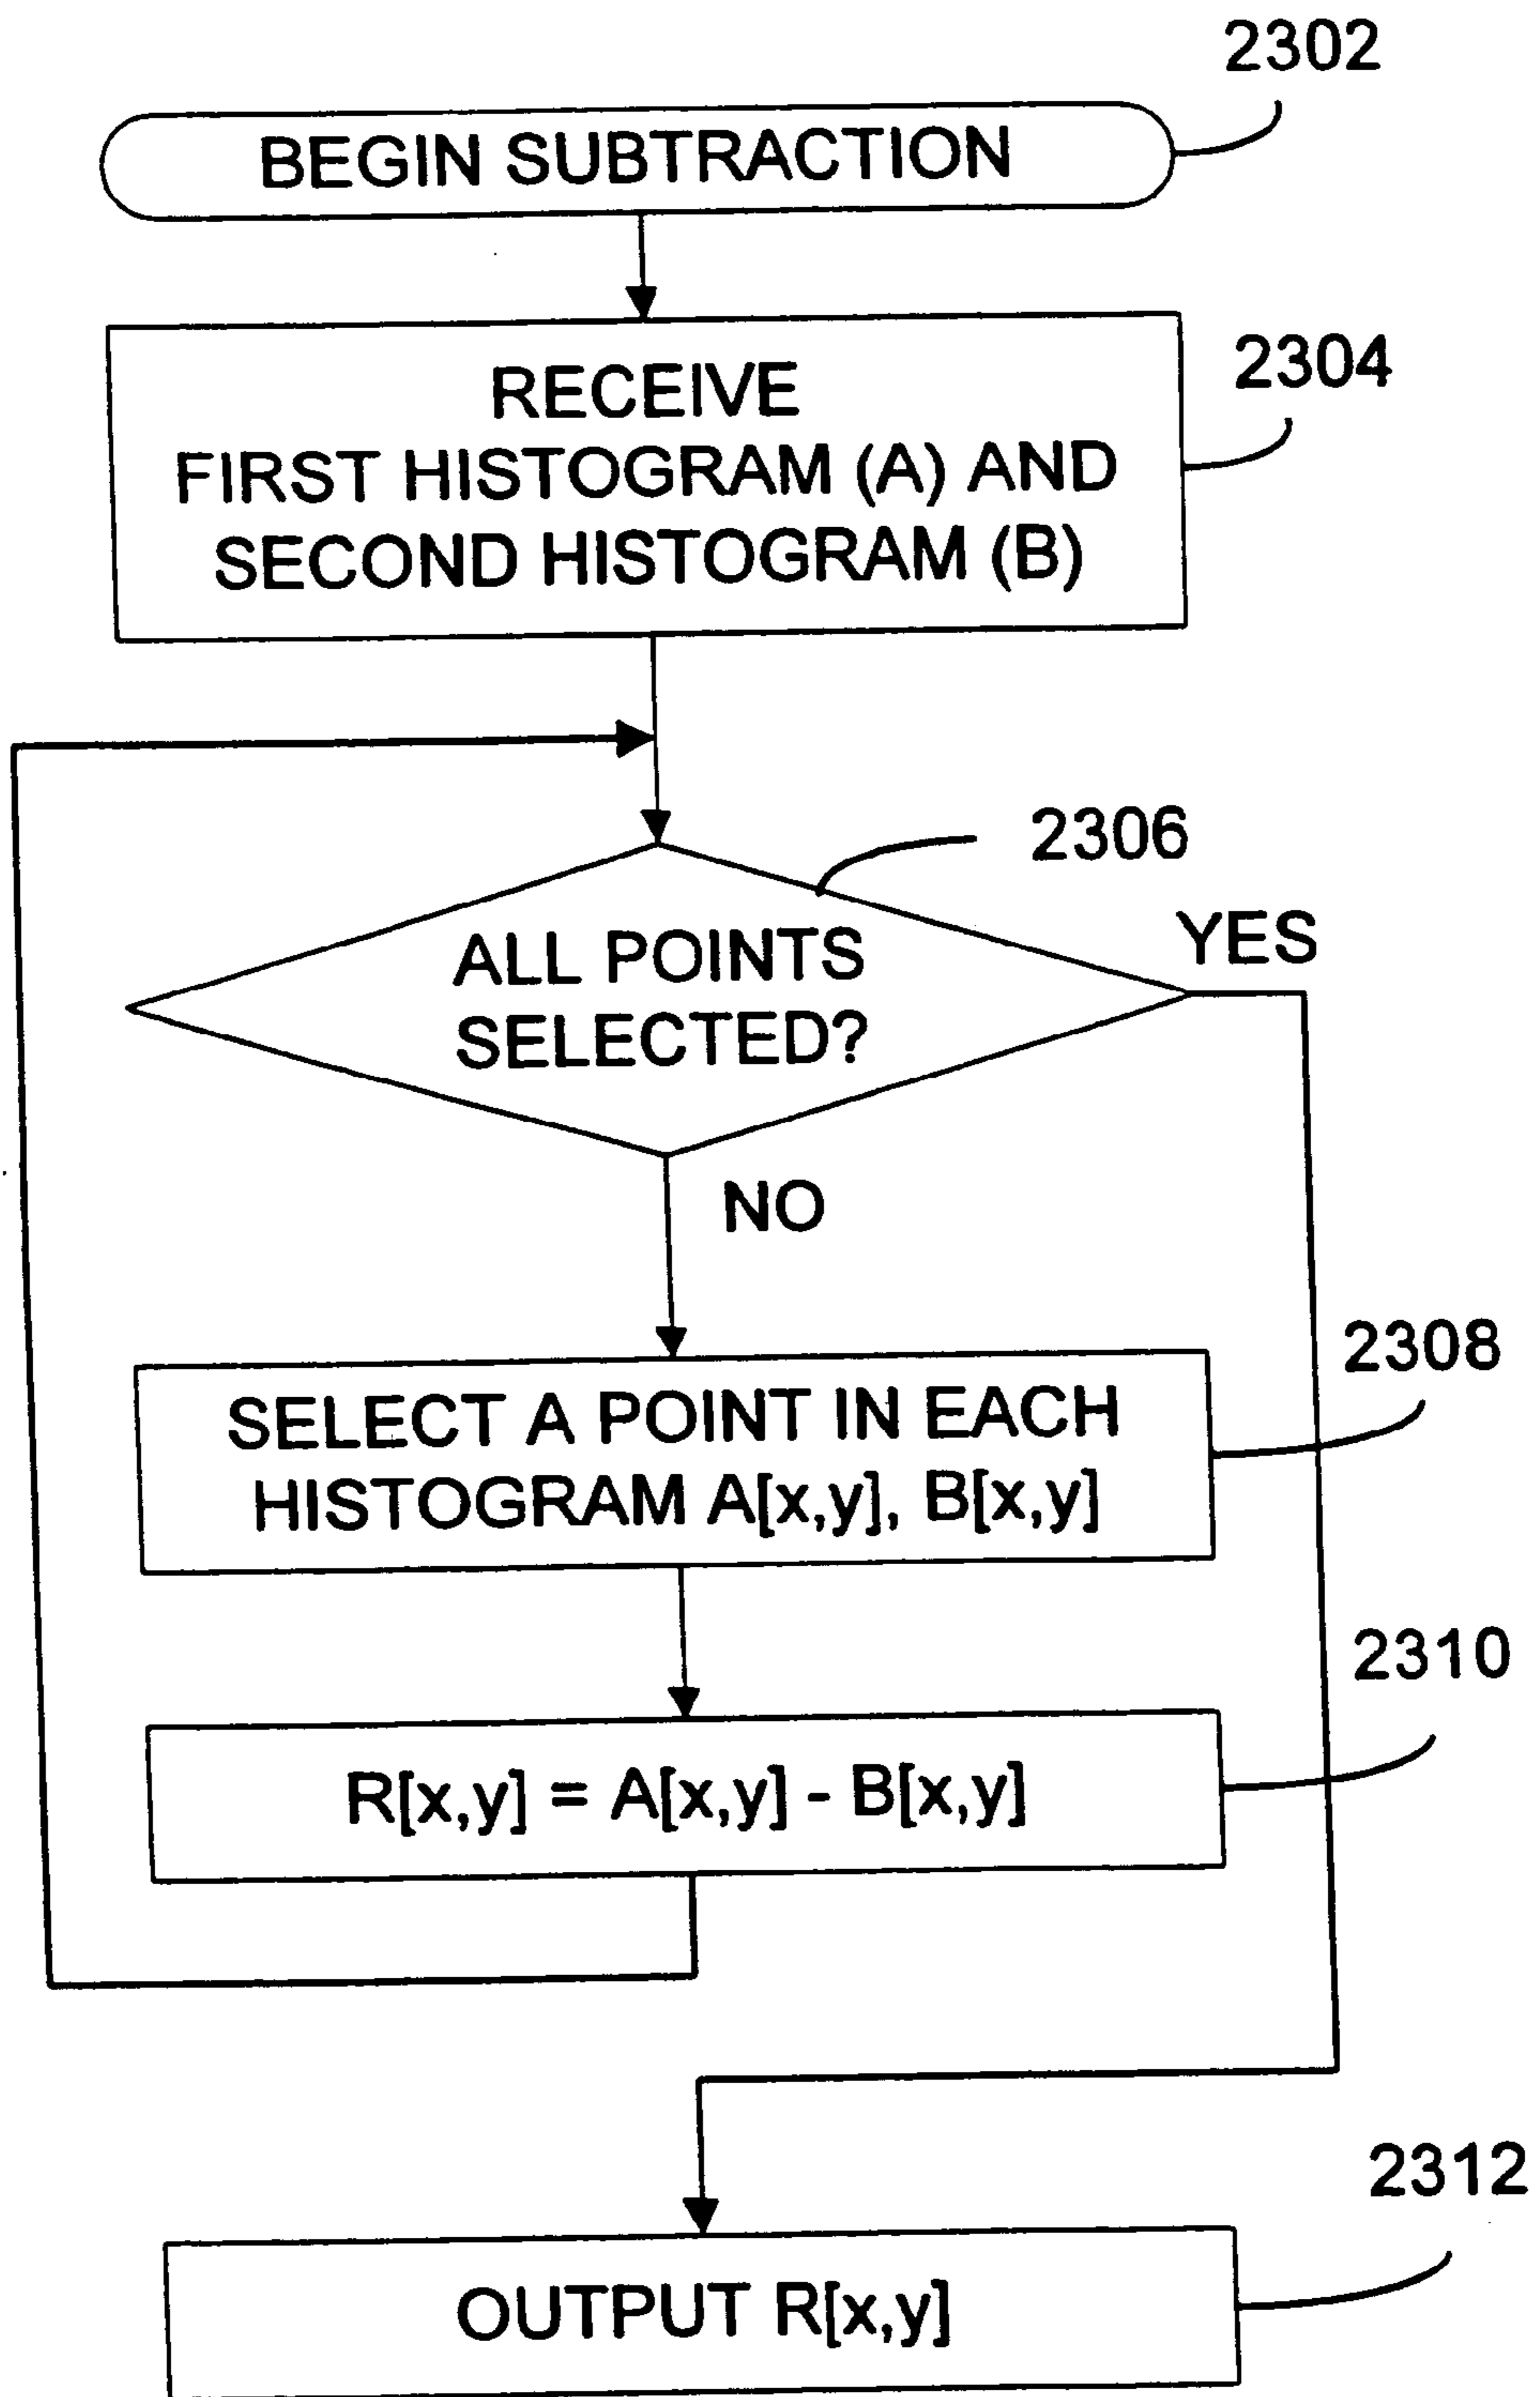 2302
BEGIN SUBTRACTION
2304
RECEIVE
FIRST HISTOGRAM (A) AND
SECOND HISTOGRAM (B)
2306
YES
ALL POINTS
SELECTED?
NO
2308
SELECT A POINT IN EACH
HISTOGRAM A[x,y], B[x,y]
2310
R[x,y] = A[x,y] - B[x,y]
2312
OUTPUT R[x,y]